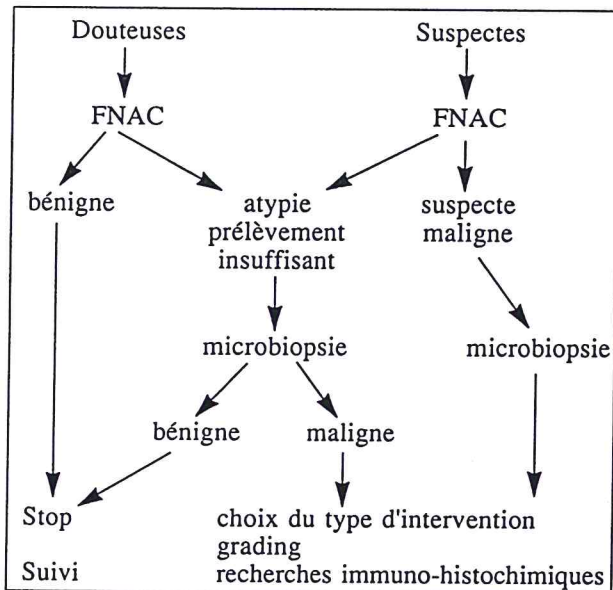 Douteuses
Suspectes
FNAC
FNAC
bénigne
atypie
prélèvement
insuffisant
suspecte
maligne
microbiopsie
microbiopsie
bénigne
maligne
Stop
choix du type d'intervention
grading
Suivi
recherches immuno-histochimiques